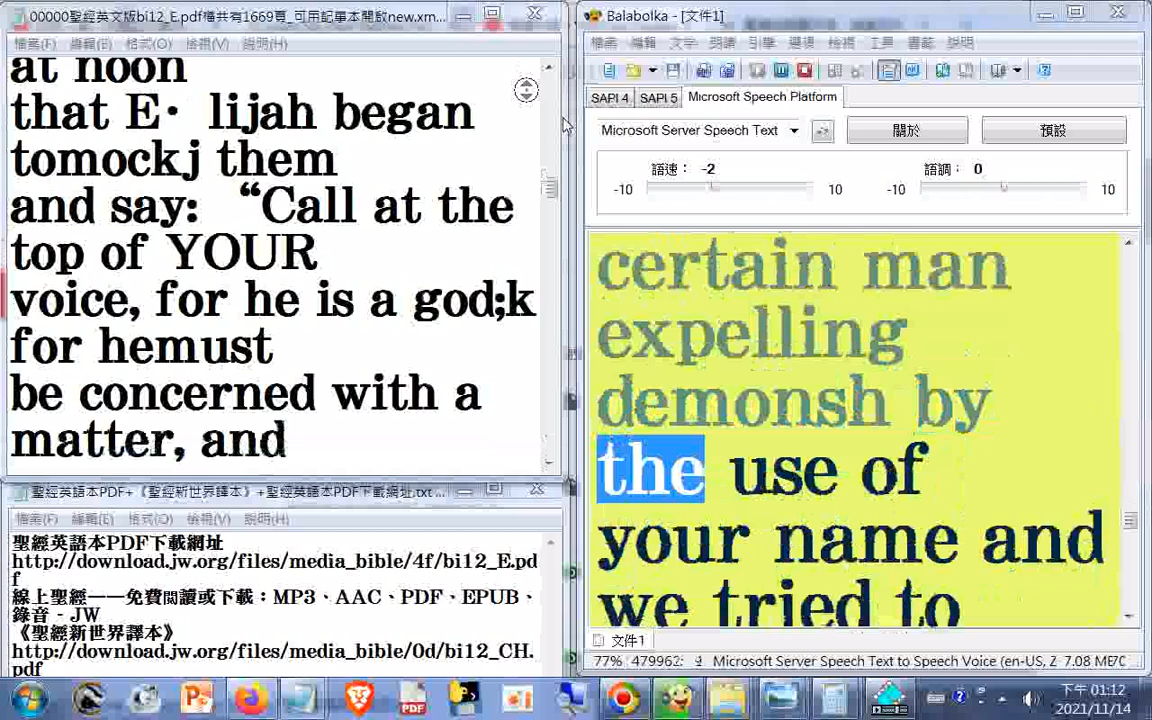 00000聖經英文版bi12_E.pdf檔共有1669頁_可用記事本開啟new.xm...
檔案(F) 編輯(E) 格式(O) 檢視(V) 說明(H)
at noon
that E· lijah began
tomockj them
and say: “Call at the
top of YOUR
voice, for he is a god;k
for hemust
be concerned with a
matter, and
聖經英語本PDF+《聖經新世界譯本》+聖經英語本PDF下載網址.txt ...
檔案(F) 編輯(E) 格式(O) 檢視(V) 說明(H)
聖經英語本PDF下載網址
http://download.jw.org/files/media_bible/4f/bi12_E.pd
f
線上聖經——免費閱讀或下載：MP3、AAC、PDF、EPUB、
錄音 - JW
《聖經新世界譯本》
http://download.jw.org/files/media_bible/0d/bi12_CH.
pdf
Balabolka - [文件1]
檔案 編輯 文字 朗讀 引擎 選項 檢視 工具 書籤 說明
SAPI 4 SAPI 5 Microsoft Speech Platform
Microsoft Server Speech Text 關於 預設
語速： -2 語調： 0
-10 10 -10 10
certain man
expelling
demonsh by
the use of
your name and
we tried to
文件1
77% Microsoft Server Speech Text to Speech Voice (en-US, Z 7.08 MB
下午 01:12
2021/11/14